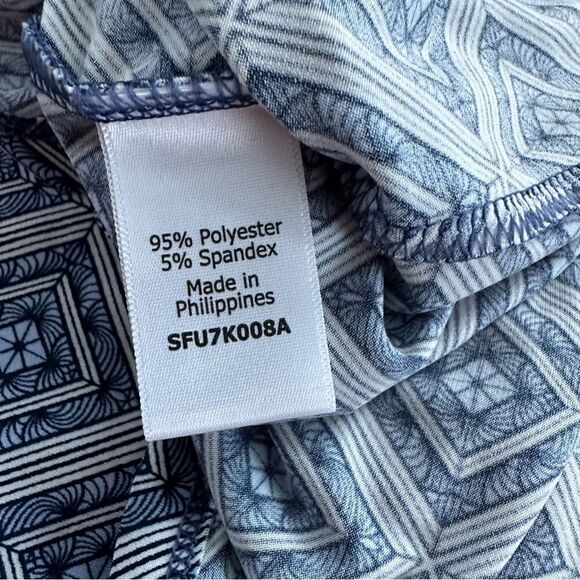 95% Polyester
5% Spandex
Made in
Philippines
SFU7K008A